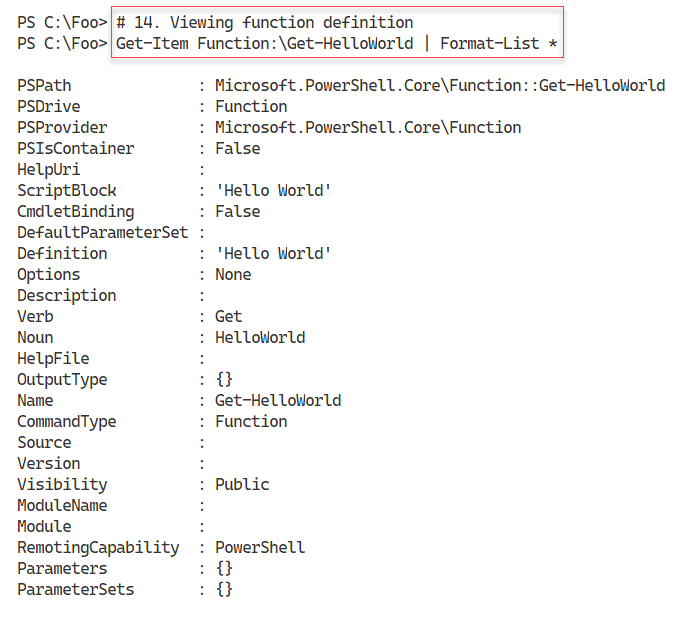 PS C:\Foo> # 14. Viewing function definition
PS C:\Foo> Get-Item Function:\Get-HelloWorld | Format-List *
PSPath              : Microsoft.PowerShell.Core\Function::Get-HelloWorld
PSDrive             : Function
PSProvider          : Microsoft.PowerShell.Core\Function
PSIsContainer       : False
HelpUri             :
ScriptBlock         : 'Hello World'
CmdletBinding       : False
DefaultParameterSet :
Definition          : 'Hello World'
Options             : None
Description         :
Verb                : Get
Noun                : HelloWorld
HelpFile            :
OutputType          : {}
Name                : Get-HelloWorld
CommandType         : Function
Source              :
Version             :
Visibility          : Public
ModuleName          :
Module              :
RemotingCapability  : PowerShell
Parameters          : {}
ParameterSets       : {}